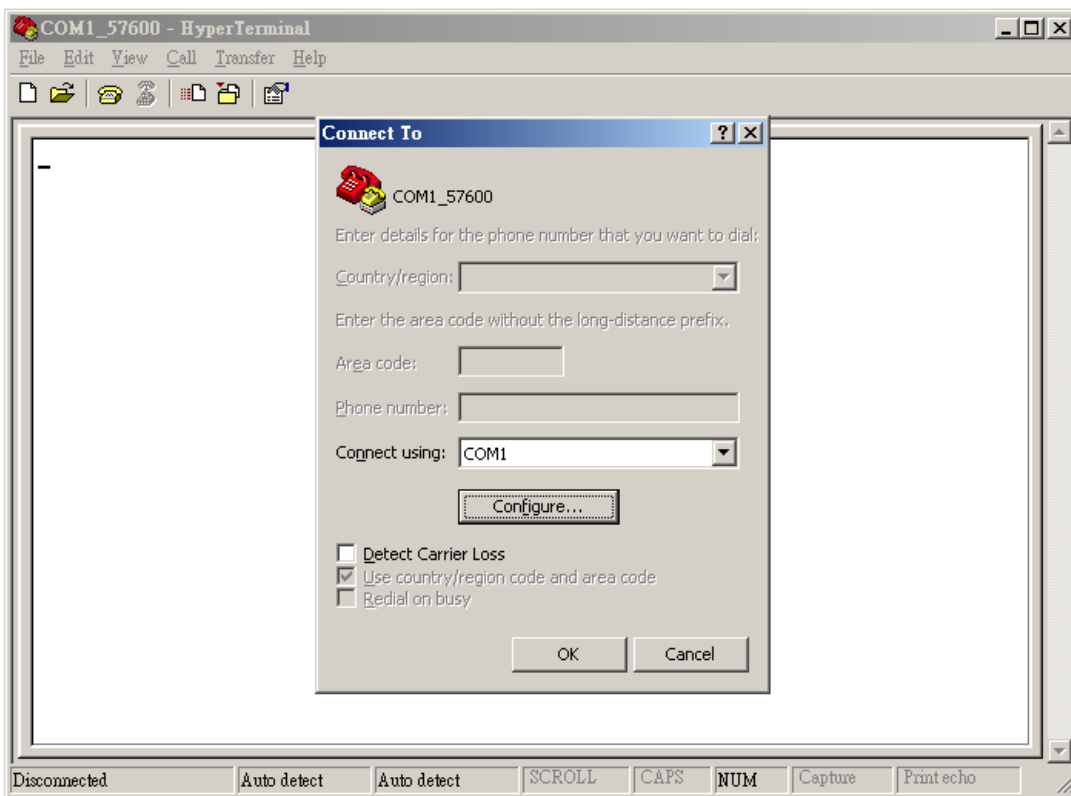 COM1_57600 - HyperTerminal
File Edit View Call Transfer Help
Connect To
COM1_57600
Enter details for the phone number that you want to dial:
Country/region:
Enter the area code without the long-distance prefix.
Area code:
Phone number:
Connect using: COM1
Configure...
Detect Carrier Loss
Use country/region code and area code
Redial on busy
OK Cancel
Disconnected Auto detect Auto detect SCROLL CAPS NUM Capture Print echo